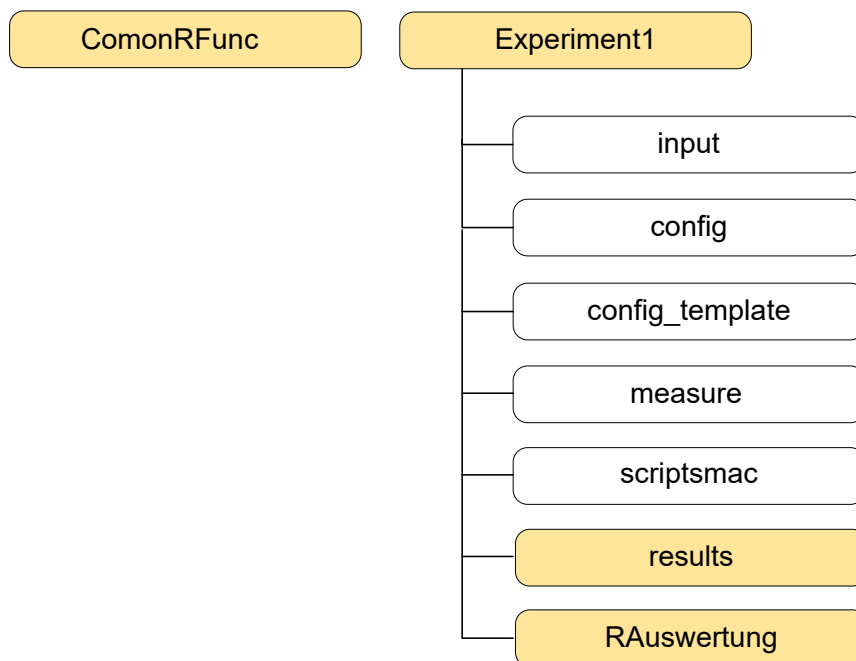 ComonRFunc
Experiment1
input
config
config_template
measure
scriptsmac
results
RAuswertung